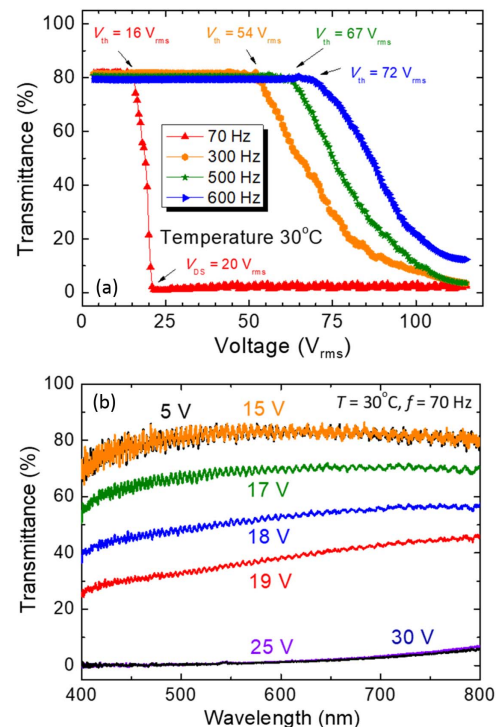 V_th = 16 V_rms
V_th = 54 V_rms
V_th = 67 V_rms
V_th = 72 V_rms
100
80
60
40
20
0
Transmittance (%)
70 Hz
300 Hz
500 Hz
600 Hz
Temperature 30°C
V_DS = 20 V_rms
(a)
0 25 50 75 100
Voltage (V_rms)
(b)
T = 30°C, f = 70 Hz
5 V
15 V
17 V
18 V
19 V
25 V
30 V
100
80
60
40
20
0
Transmittance (%)
400 500 600 700 800
Wavelength (nm)